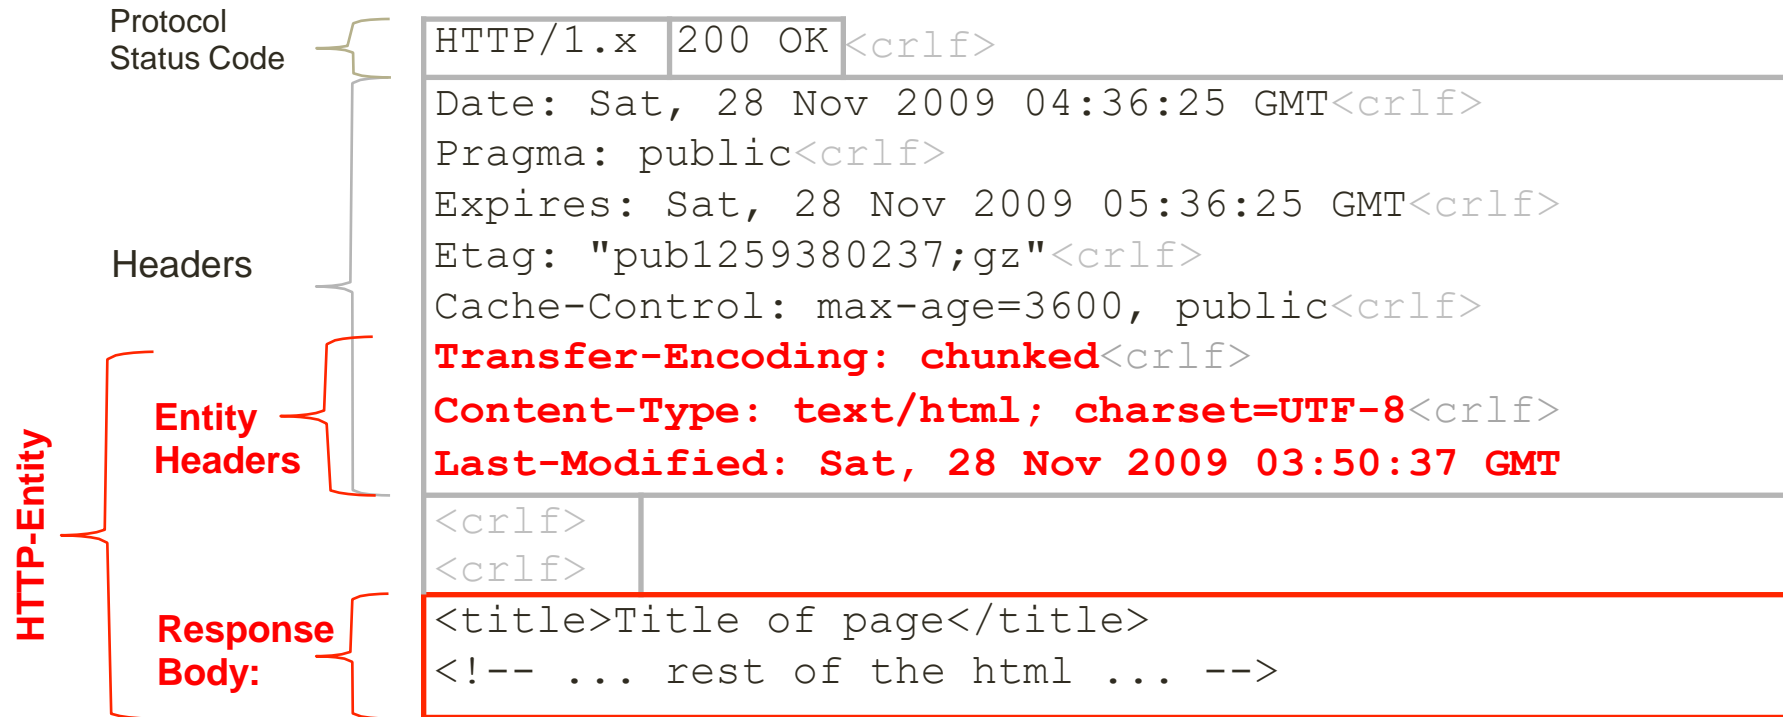 Protocol
Status Code
HTTP/1.x 200 OK <crlf>
Headers
Date: Sat, 28 Nov 2009 04:36:25 GMT<crlf>
Pragma: public<crlf>
Expires: Sat, 28 Nov 2009 05:36:25 GMT<crlf>
Etag: "pub1259380237;gz"<crlf>
Cache-Control: max-age=3600, public<crlf>
HTTP-Entity
Entity
Headers
Transfer-Encoding: chunked<crlf>
Content-Type: text/html; charset=UTF-8<crlf>
Last-Modified: Sat, 28 Nov 2009 03:50:37 GMT
<crlf>
<crlf>
Response
Body:
<title>Title of page</title>
<!-- ... rest of the html ... -->